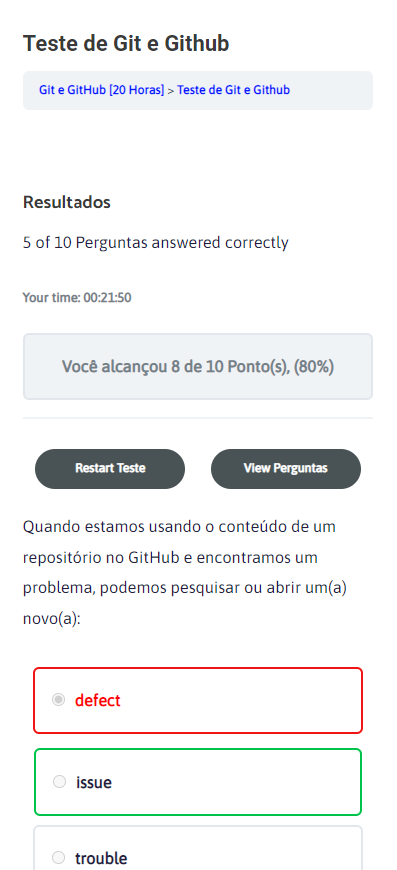 Teste de Git e Github
Git e GitHub [20 Horas] > Teste de Git e Github
Resultados
5 of 10 Perguntas answered correctly
Your time: 00:21:50
Você alcançou 8 de 10 Ponto(s), (80%)
Restart Teste
View Perguntas
Quando estamos usando o conteúdo de um
repositório no GitHub e encontramos um
problema, podemos pesquisar ou abrir um(a)
novo(a):
defect
issue
trouble